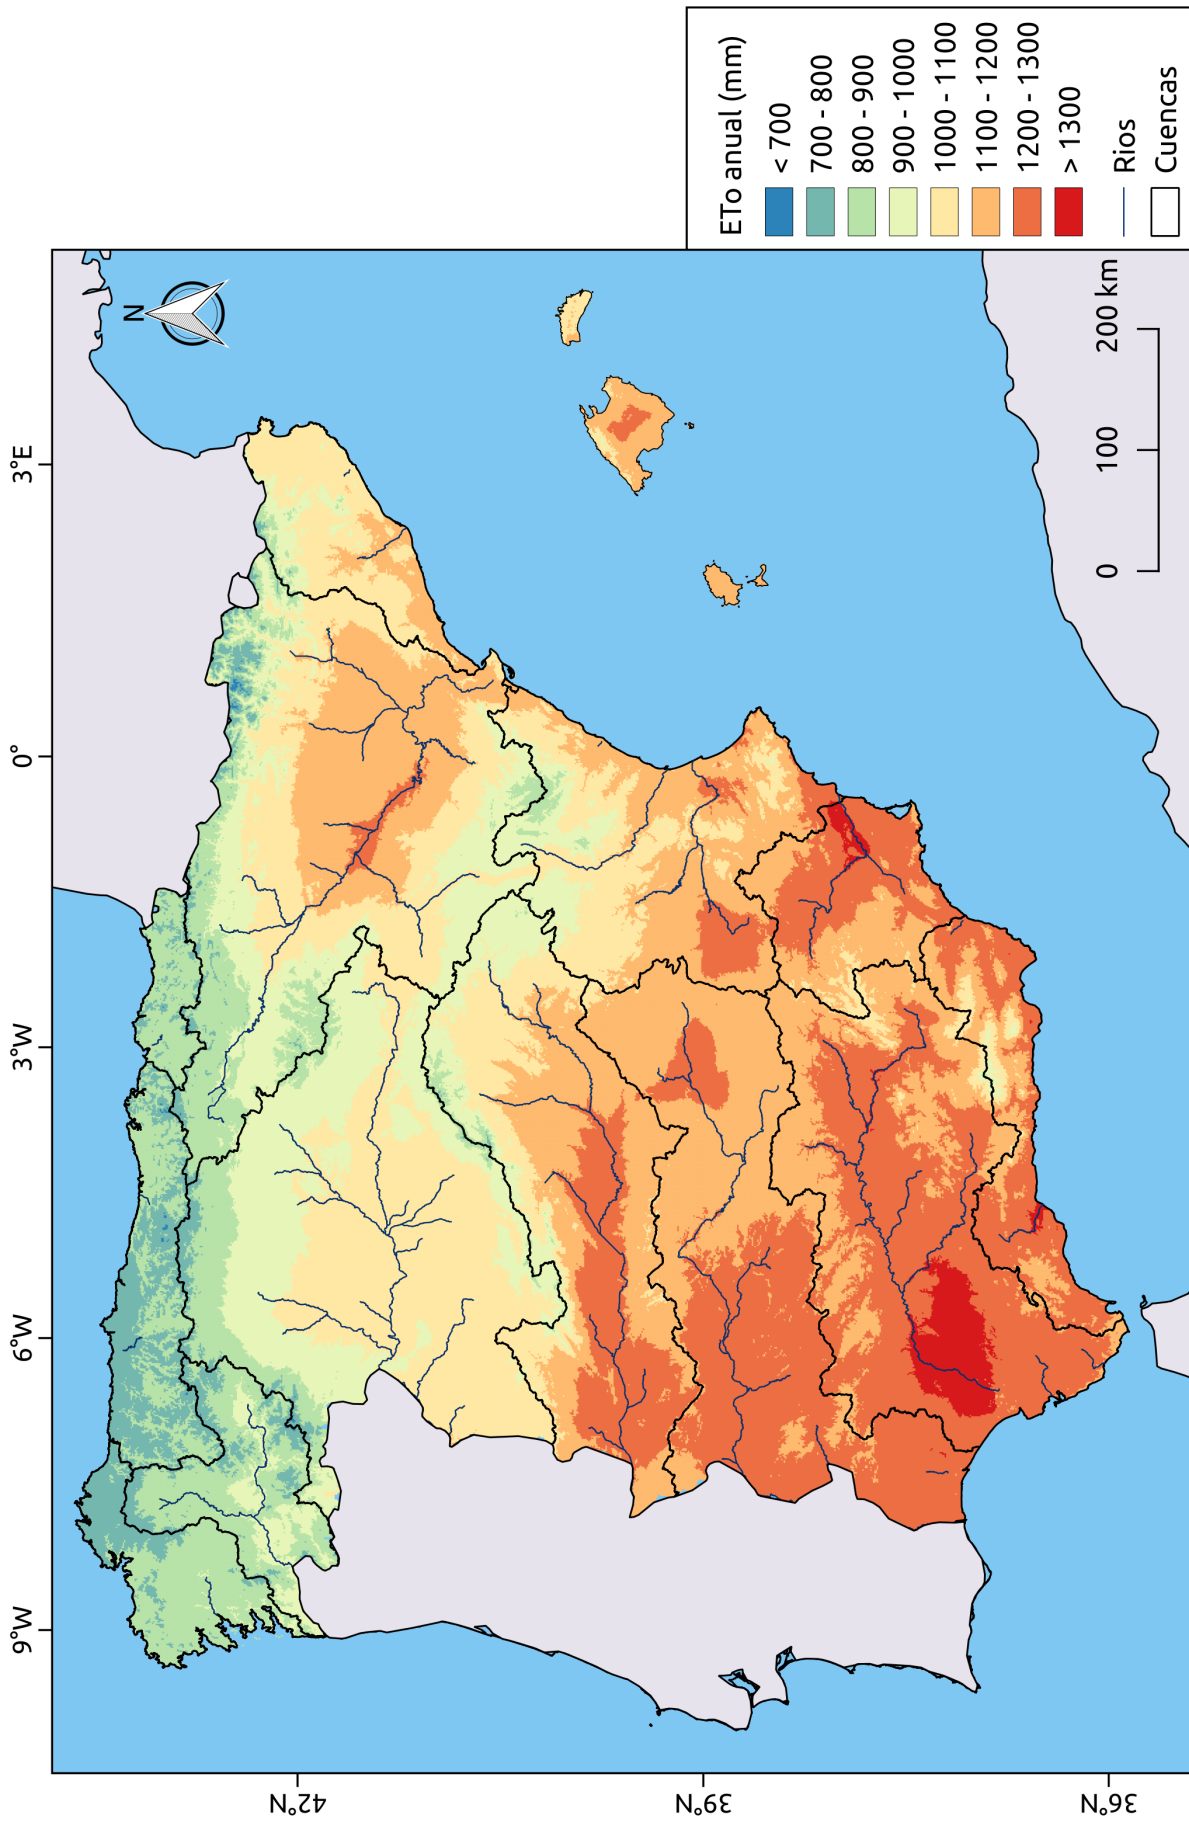 9°W
6°W
3°W
0°
3°E
42°N
39°N
36°N
N
0
100
200 km
ETo anual (mm)
< 700
700 - 800
800 - 900
900 - 1000
1000 - 1100
1100 - 1200
1200 - 1300
> 1300
Rios
Cuencas